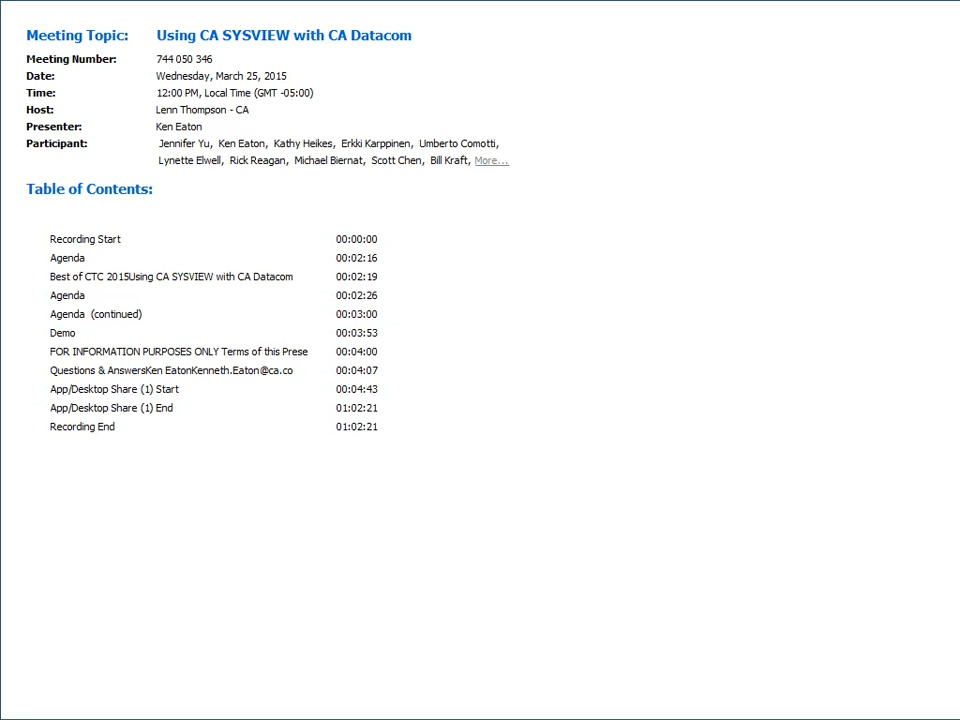 Meeting Topic: Using CA SYSVIEW with CA Datacom
Meeting Number: 744 050 346
Date: Wednesday, March 25, 2015
Time: 12:00 PM, Local Time (GMT -05:00)
Host: Lenn Thompson - CA
Presenter: Ken Eaton
Participant: Jennifer Yu, Ken Eaton, Kathy Heikes, Erkki Karppinen, Umberto Comotti,
Lynette Elwell, Rick Reagan, Michael Biernat, Scott Chen, Bill Kraft, More...
Table of Contents:
Recording Start 00:00:00
Agenda 00:02:16
Best of CTC 2015Using CA SYSVIEW with CA Datacom 00:02:19
Agenda 00:02:26
Agenda (continued) 00:03:00
Demo 00:03:53
FOR INFORMATION PURPOSES ONLY Terms of this Prese 00:04:00
Questions & AnswersKen EatonKenneth.Eaton@ca.co 00:04:07
App/Desktop Share (1) Start 00:04:43
App/Desktop Share (1) End 01:02:21
Recording End 01:02:21